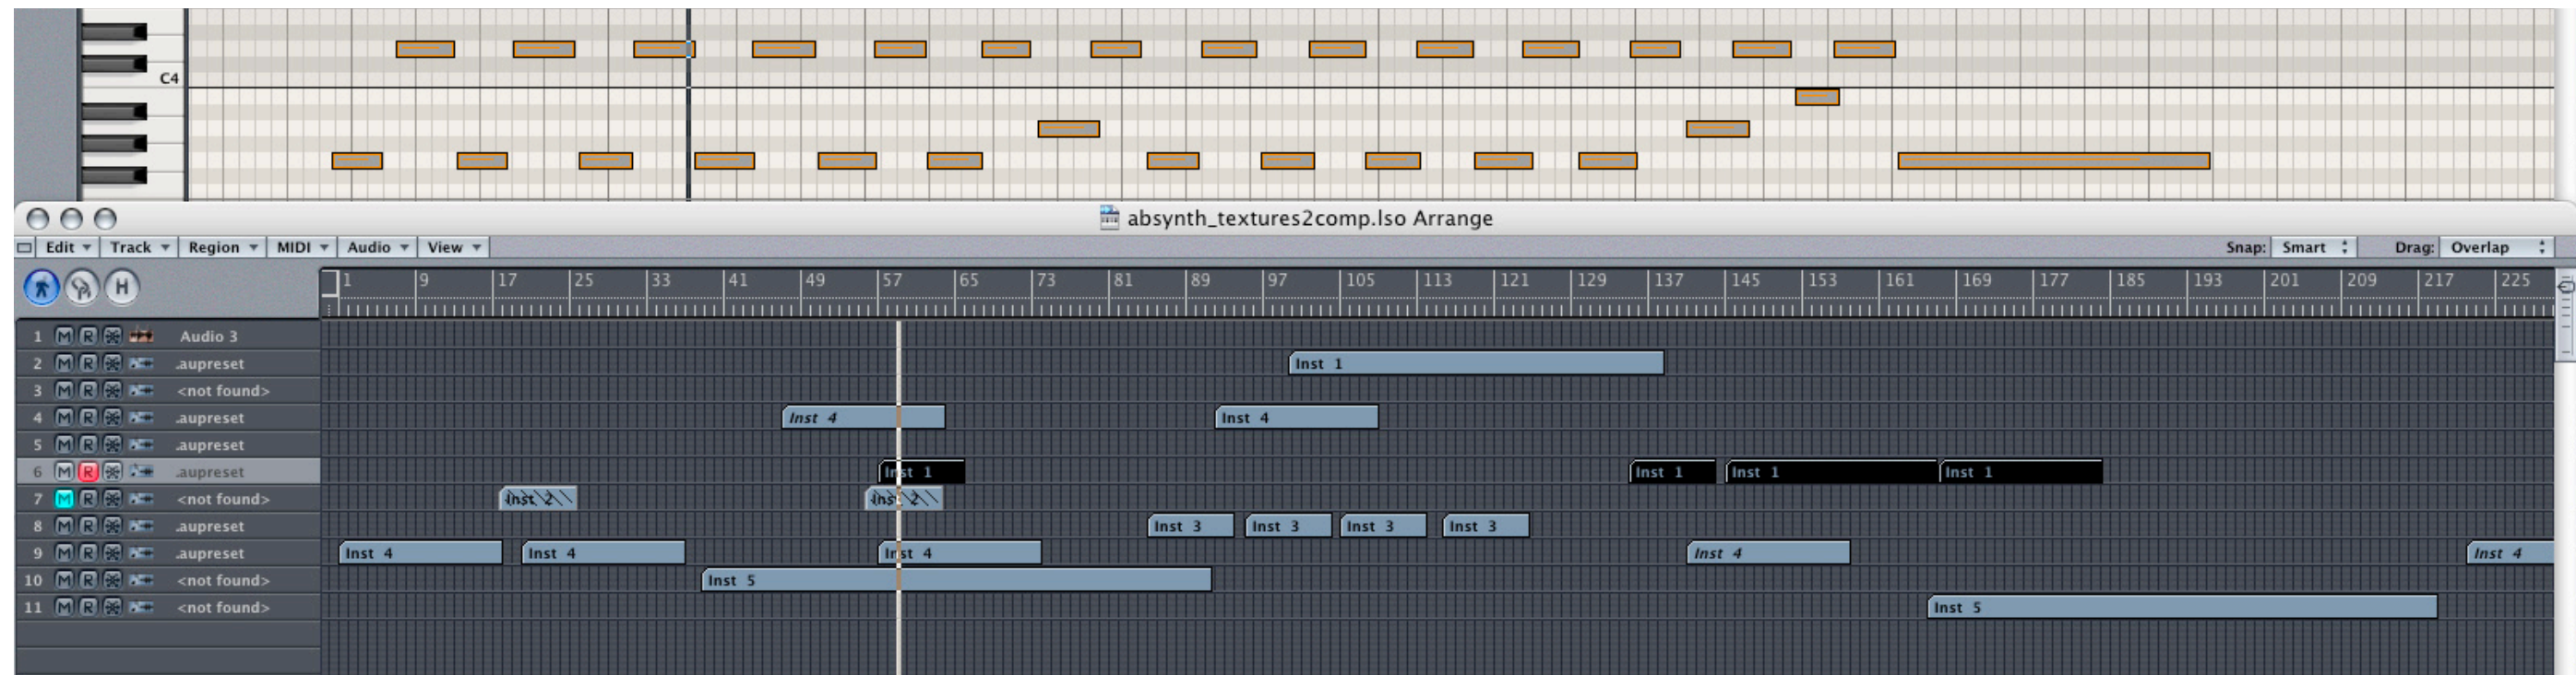 C4
absynth_textures2comp.lso Arrange
Edit Track Region MIDI Audio View Snap: Smart Drag: Overlap
H 1 9 17 25 33 41 49 57 65 73 81 89 97 105 113 121 129 137 145 153 161 169 177 185 193 201 209 217 225
1 M R Audio 3
2 M R .aupreset Inst 1
3 M R <not found>
4 M R .aupreset Inst 4 Inst 4
5 M R .aupreset
6 M R .aupreset Inst 1 Inst 1 Inst 1 Inst 1
7 M R <not found> Inst 2 Inst 2
8 M R .aupreset Inst 3 Inst 3 Inst 3 Inst 3
9 M R .aupreset Inst 4 Inst 4 Inst 4 Inst 4 Inst 4
10 M R <not found> Inst 5
11 M R <not found> Inst 5